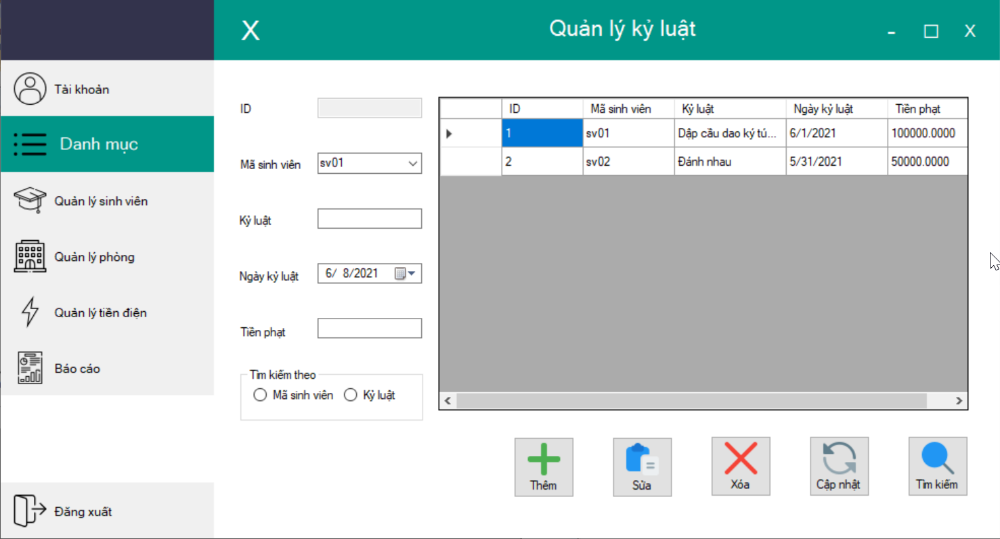 X
Quản lý kỷ luật
- □ X
Tài khoản
Danh mục
Quản lý sinh viên
Quản lý phòng
Quản lý tiền điện
Báo cáo
Đăng xuất
ID
Mã sinh viên
sv01
Kỷ luật
Ngày kỷ luật
6/ 8/2021
Tiền phạt
Tìm kiếm theo
Mã sinh viên
Kỷ luật
ID Mã sinh viên Kỷ luật Ngày kỷ luật Tiền phạt
1 sv01 Dập cầu dao ký tú... 6/1/2021 100000.0000
2 sv02 Đánh nhau 5/31/2021 50000.0000
Thêm
Sửa
Xóa
Cập nhật
Tìm kiếm